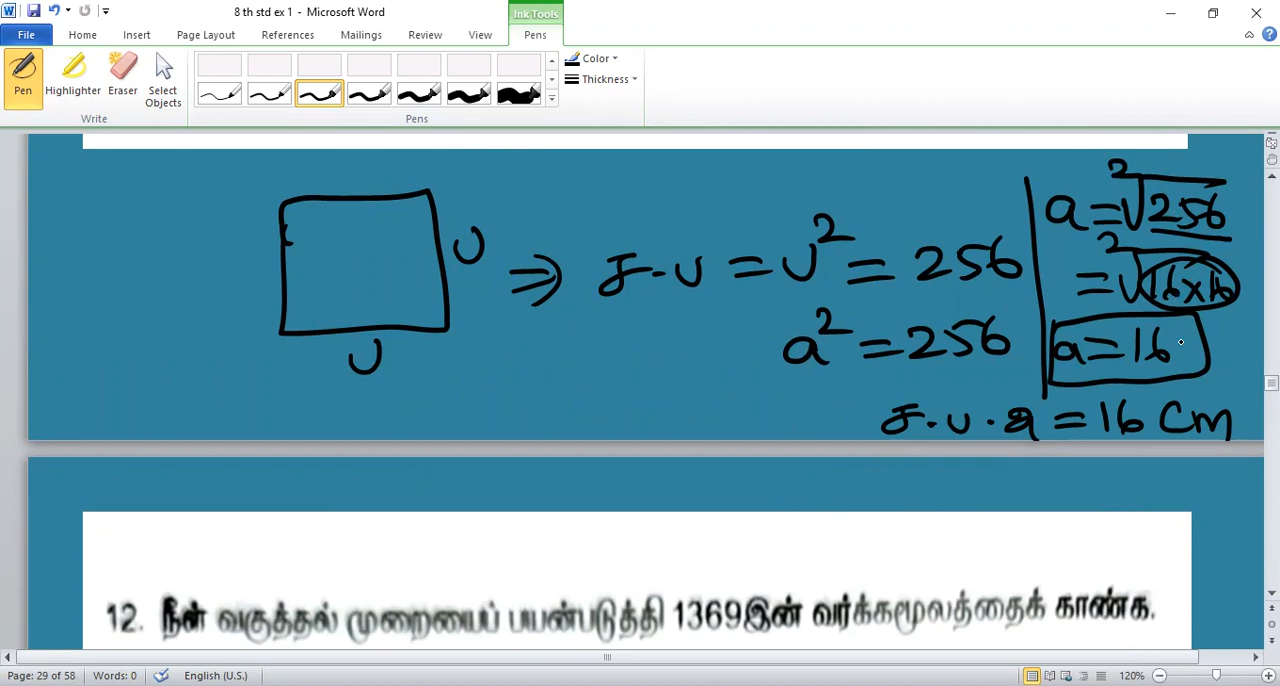 8 th std ex 1 - Microsoft Word
Ink Tools
File Home Insert Page Layout References Mailings Review View Pens
Pen Highlighter Eraser Select Objects
Color
Thickness
Write Pens
a = ²√256
ப
⇒ ச.ப = ப² = 256
= ²√16×16
a² = 256
a = 16
ப
ச.ப.அ = 16 Cm
12. நீள் வகுத்தல் முறையைப் பயன்படுத்தி 1369இன் வர்க்கமூலத்தைக் காண்க.
Page: 29 of 58 Words: 0 English (U.S.) 120%